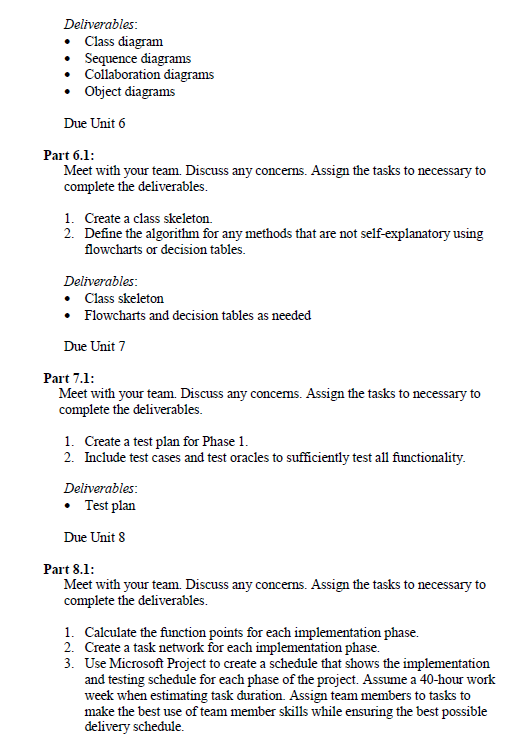 Deliverables:
• Class diagram
• Sequence diagrams
• Collaboration diagrams
• Object diagrams
Due Unit 6
Part 6.1:
Meet with your team. Discuss any concerns. Assign the tasks to necessary to
complete the deliverables.
1. Create a class skeleton.
2. Define the algorithm for any methods that are not self-explanatory using
flowcharts or decision tables.
Deliverables:
• Class skeleton
• Flowcharts and decision tables as needed
Due Unit 7
Part 7.1:
Meet with your team. Discuss any concerns. Assign the tasks to necessary to
complete the deliverables.
1. Create a test plan for Phase 1.
2. Include test cases and test oracles to sufficiently test all functionality.
Deliverables:
• Test plan
Due Unit 8
Part 8.1:
Meet with your team. Discuss any concerns. Assign the tasks to necessary to
complete the deliverables.
1. Calculate the function points for each implementation phase.
2. Create a task network for each implementation phase.
3. Use Microsoft Project to create a schedule that shows the implementation
and testing schedule for each phase of the project. Assume a 40-hour work
week when estimating task duration. Assign team members to tasks to
make the best use of team member skills while ensuring the best possible
delivery schedule.